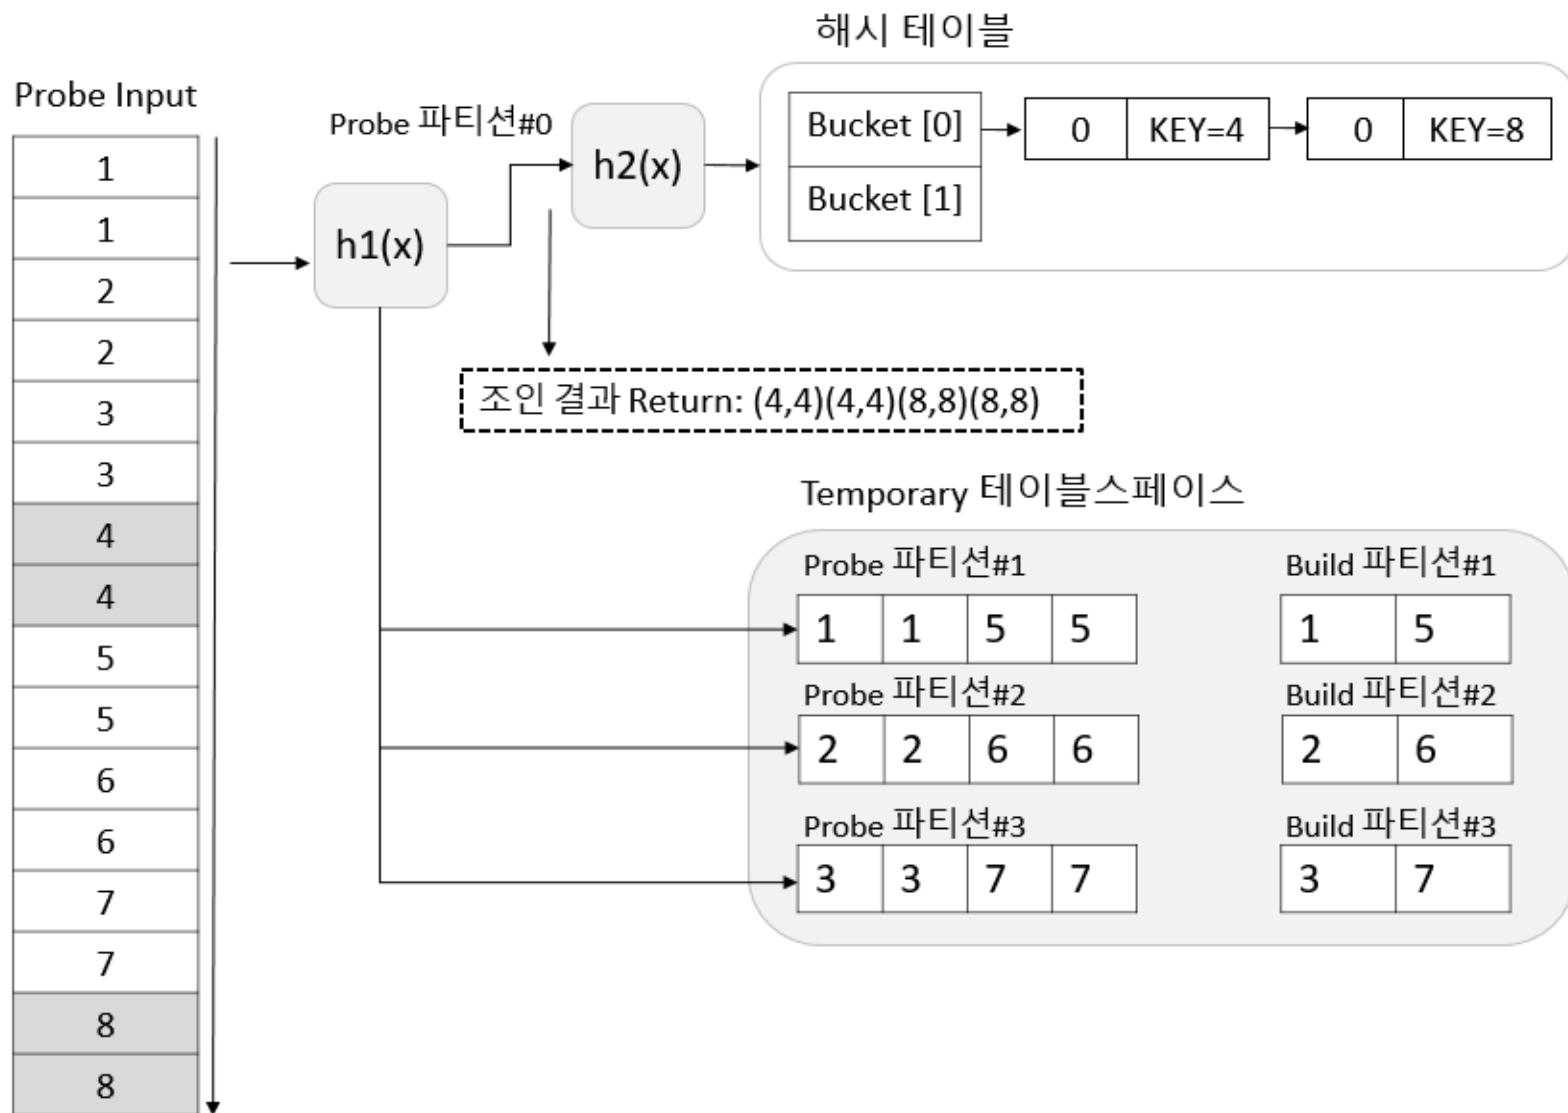 해시 테이블
Probe Input
Probe 파티션#0
h1(x)
h2(x)
Bucket [0]
0
KEY=4
0
KEY=8
Bucket [1]
1
1
2
2
3
3
4
4
5
5
6
6
7
7
8
8
조인 결과 Return: (4,4)(4,4)(8,8)(8,8)
Temporary 테이블스페이스
Probe 파티션#1
Build 파티션#1
1 1 5 5
1 5
Probe 파티션#2
Build 파티션#2
2 2 6 6
2 6
Probe 파티션#3
Build 파티션#3
3 3 7 7
3 7